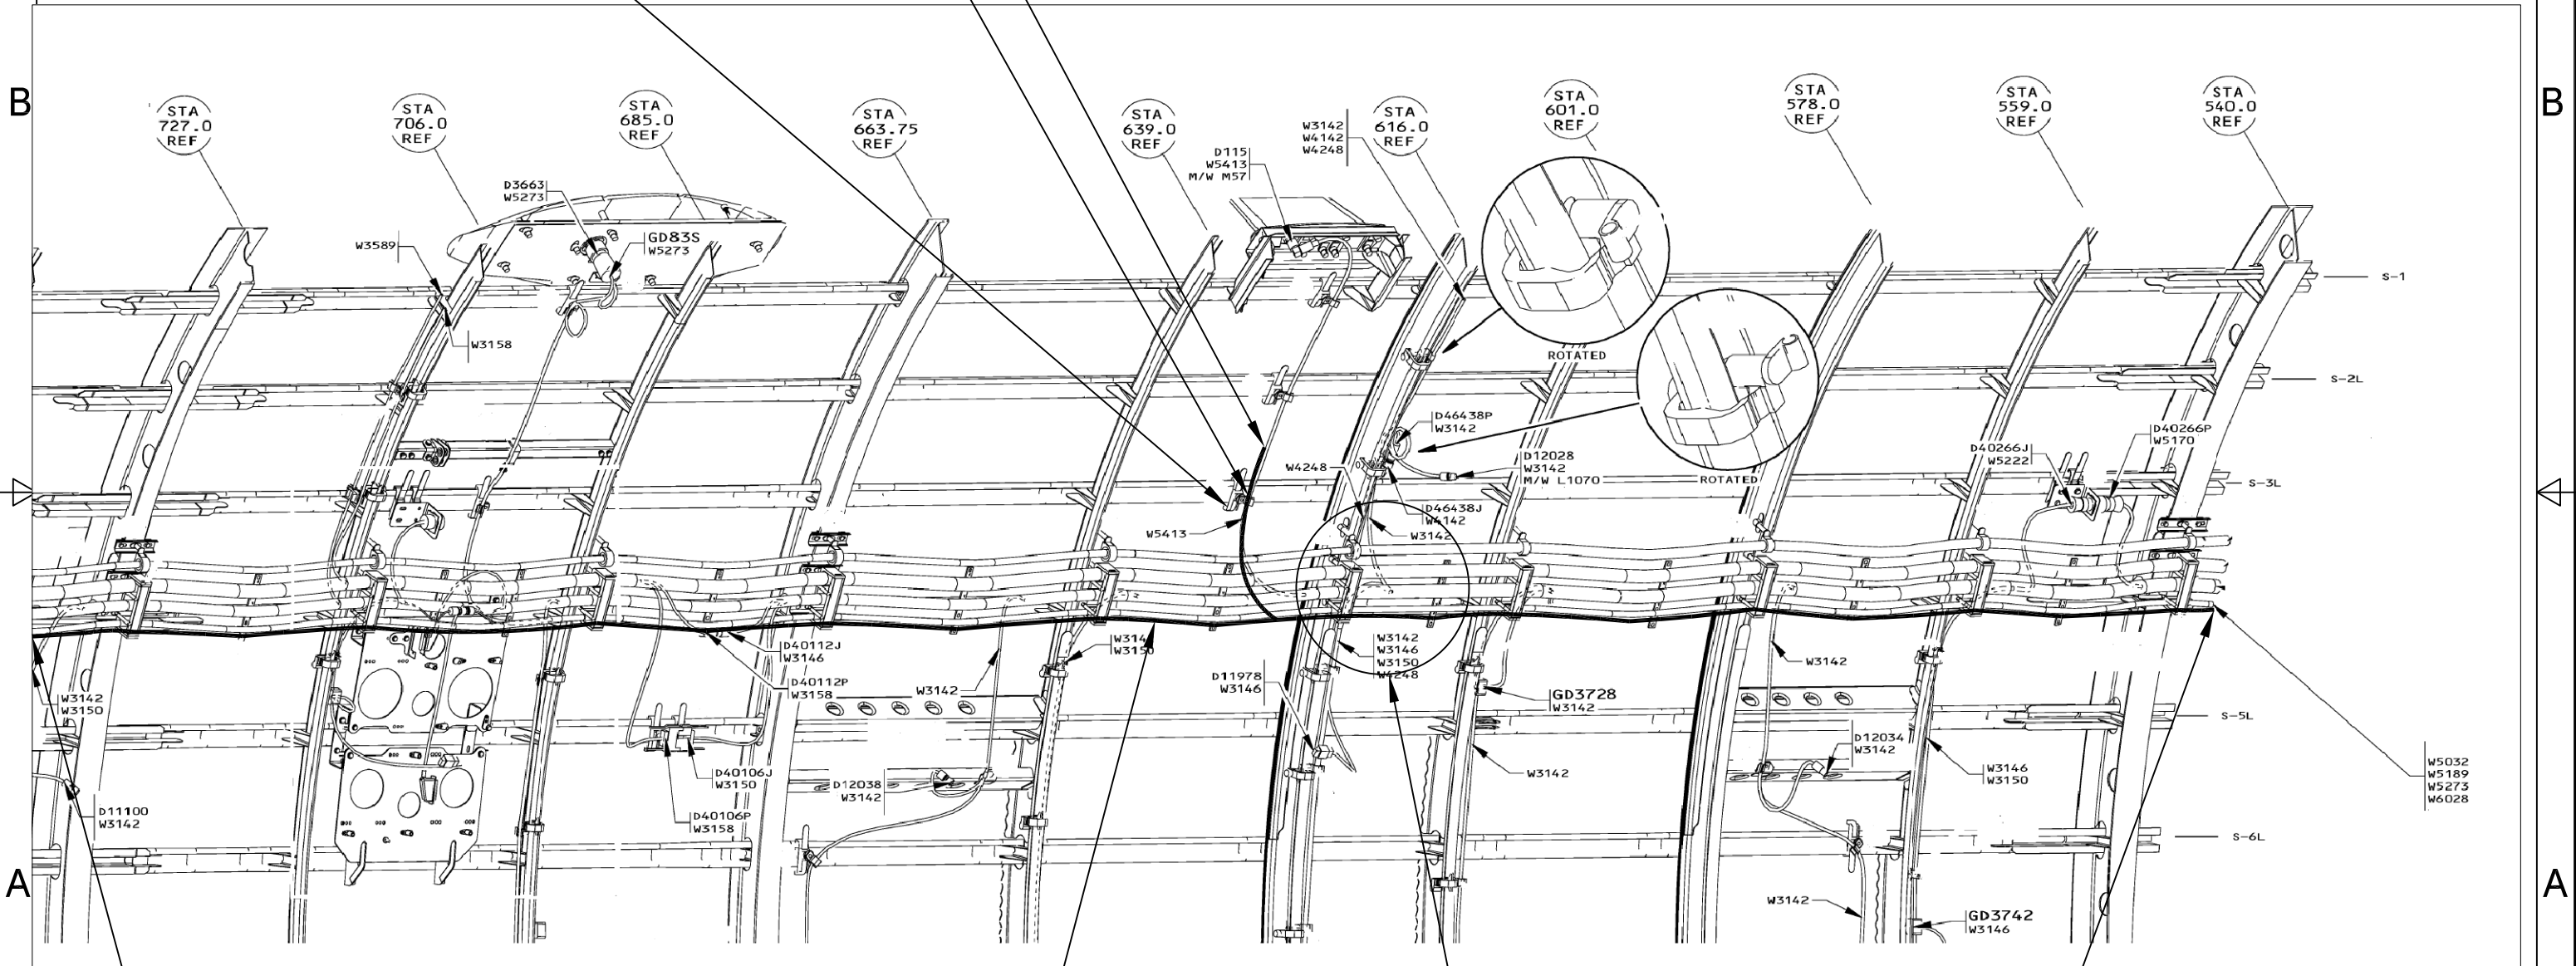 B
B
STA
727.0
REF
STA
706.0
REF
STA
685.0
REF
STA
663.75
REF
STA
639.0
REF
STA
616.0
REF
STA
601.0
REF
STA
578.0
REF
STA
559.0
REF
STA
540.0
REF
W3142
W4142
W4248
D115
W5413
M/W M57
D3663
W5273
GD83S
W5273
W3589
W3158
S-1
ROTATED
S-2L
D46438P
W3142
D12028
W3142
M/W L1070
ROTATED
W4248
D46438J
W4142
W3142
W5413
D40266J
W5222
D40266P
W5170
S-3L
D40112J
W3146
D40112P
W3158
W3142
W3150
W3142
W3142
W3146
W3150
W4248
D11978
W3146
GD3728
W3142
W3142
W3142
W3150
D11100
W3142
D40106J
W3150
D40106P
W3158
D12038
W3142
W3142
D12034
W3142
W3146
W3150
S-5L
W5032
W5189
W5273
W6028
S-6L
W3142
GD3742
W3146
A
A